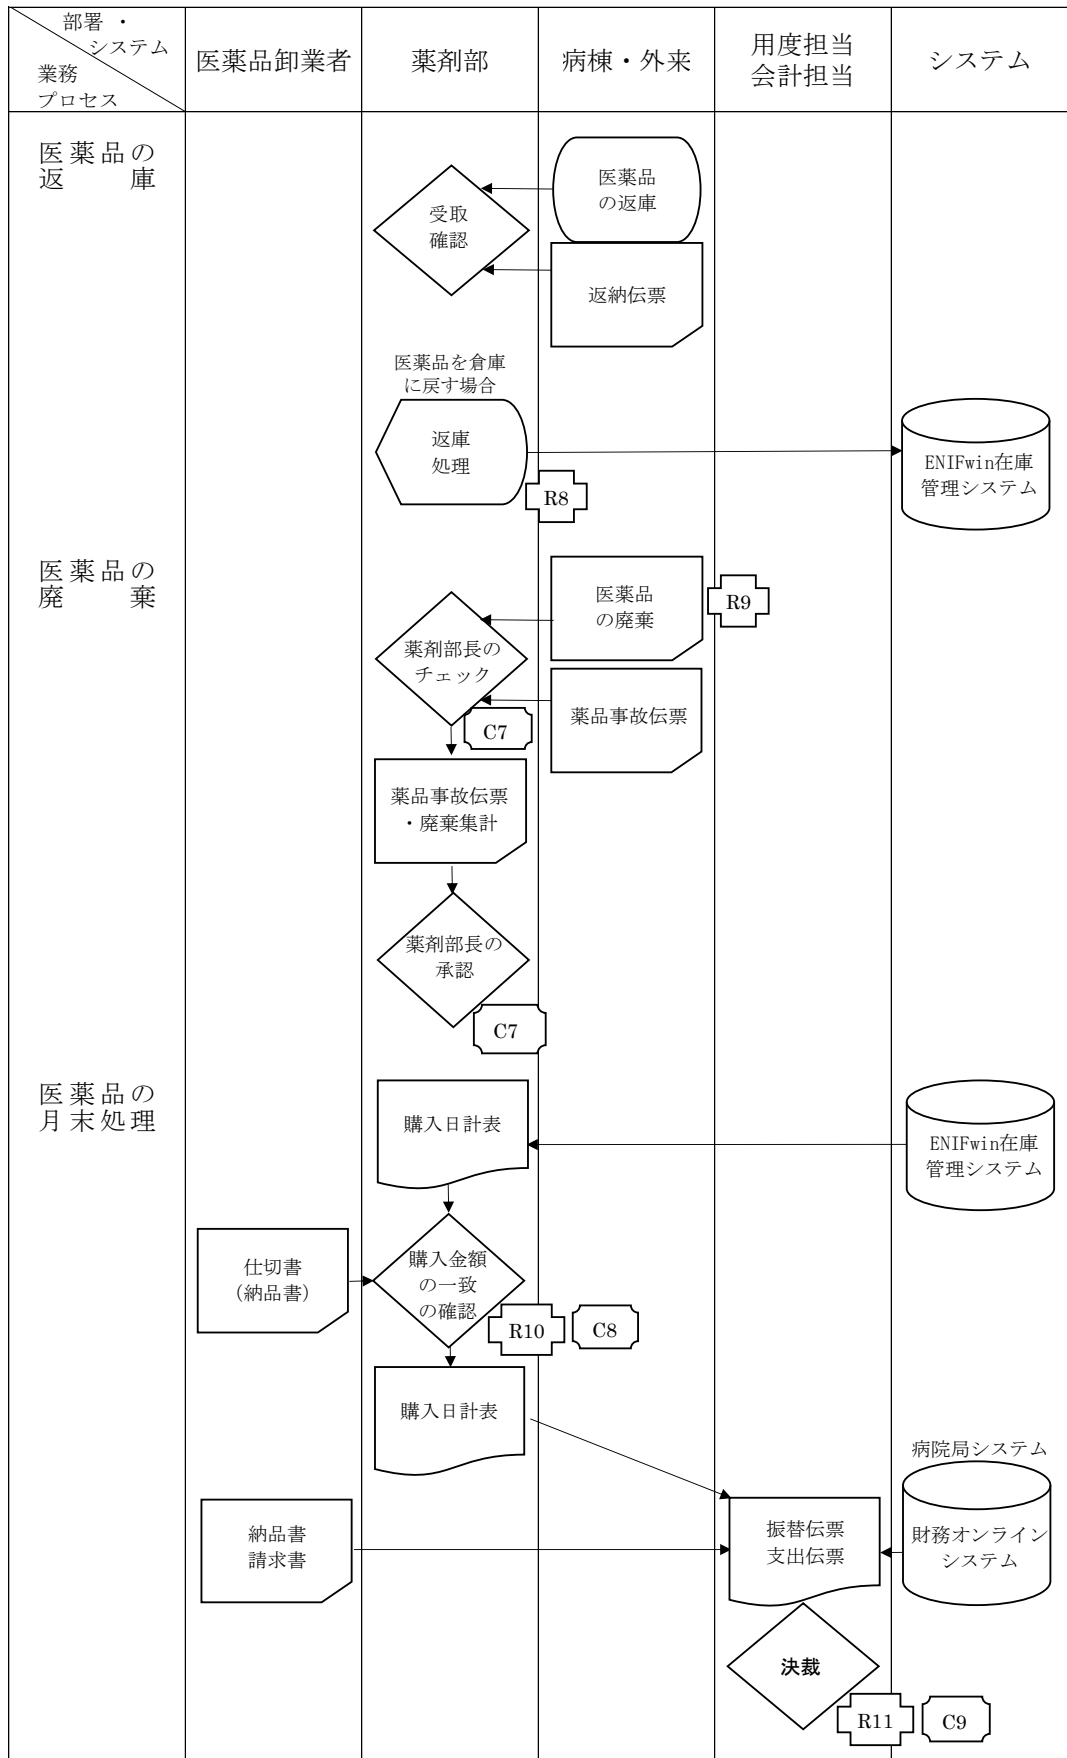 部署・
システム
業務
プロセス
医薬品卸業者
薬剤部
病棟・外来
用度担当
会計担当
システム
医薬品の
返庫
医薬品
の返庫
受取
確認
返納伝票
医薬品を倉庫
に戻す場合
返庫
処理
R8
ENIFwin在庫
管理システム
医薬品の
廃棄
医薬品
の廃棄
R9
薬剤部長の
チェック
C7
薬品事故伝票
薬品事故伝票
・廃棄集計
薬剤部長の
承認
C7
医薬品の
月末処理
購入日計表
ENIFwin在庫
管理システム
仕切書
(納品書)
購入金額
の一致
の確認
R10
C8
購入日計表
病院局システム
納品書
請求書
振替伝票
支出伝票
財務オンライン
システム
決裁
R11
C9